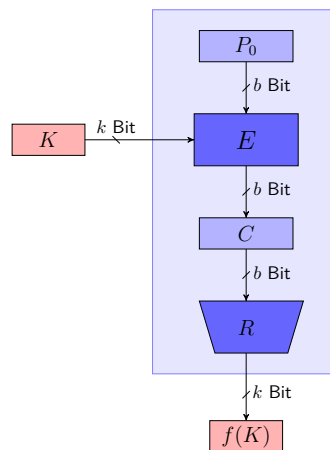 P₀
b Bit
k Bit
K
E
b Bit
C
b Bit
R
k Bit
f(K)